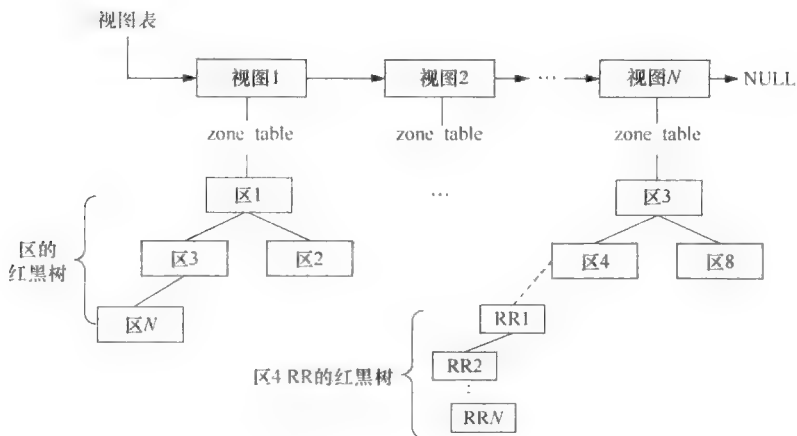 视图表
视图1
视图2
…
视图N
NULL
zone table
zone table
zone table
区1
…
区3
区的
红黑树
区3
区2
区4
区8
区N
RR1
区4 RR的红黑树
RR2
⋮
RRN